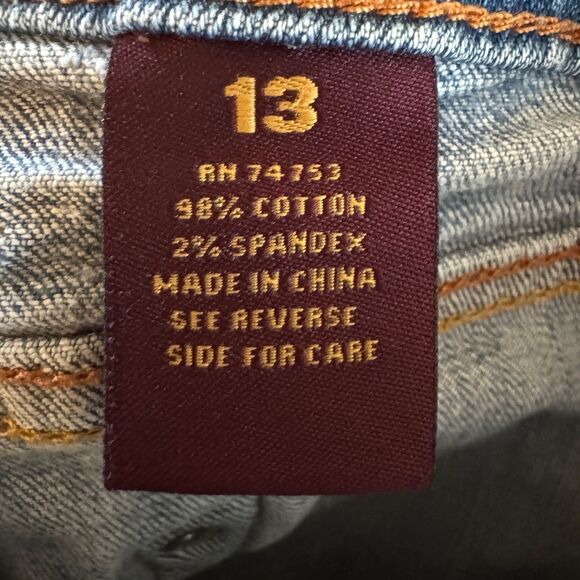 13
RN 74753
98% COTTON
2% SPANDEX
MADE IN CHINA
SEE REVERSE
SIDE FOR CARE